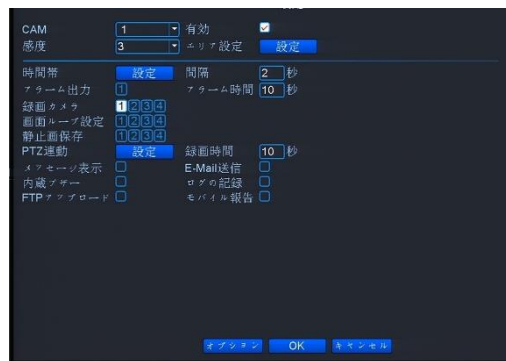 CAM 1 有効
感度 3 エリア設定 設定
時間帯 設定 間隔 2 秒
アラーム出力 1 アラーム時間 10 秒
録画カメラ 1 2 3 4
画面ループ設定 1 2 3 4
静止画保存 1 2 3 4
PTZ連動 設定 録画時間 10 秒
メッセージ表示 E-Mail送信
内蔵ブザー ログの記録
FTPアップロード モバイル報告
オプション OK キャンセル